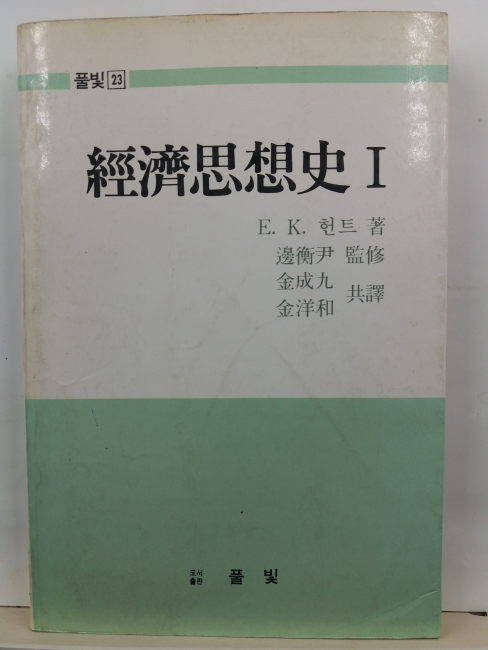 풀빛 23
經濟思想史 I
E. K. 헌트 著
邊衡尹 監修
金成九
金洋和 共譯
도서출판 풀빛